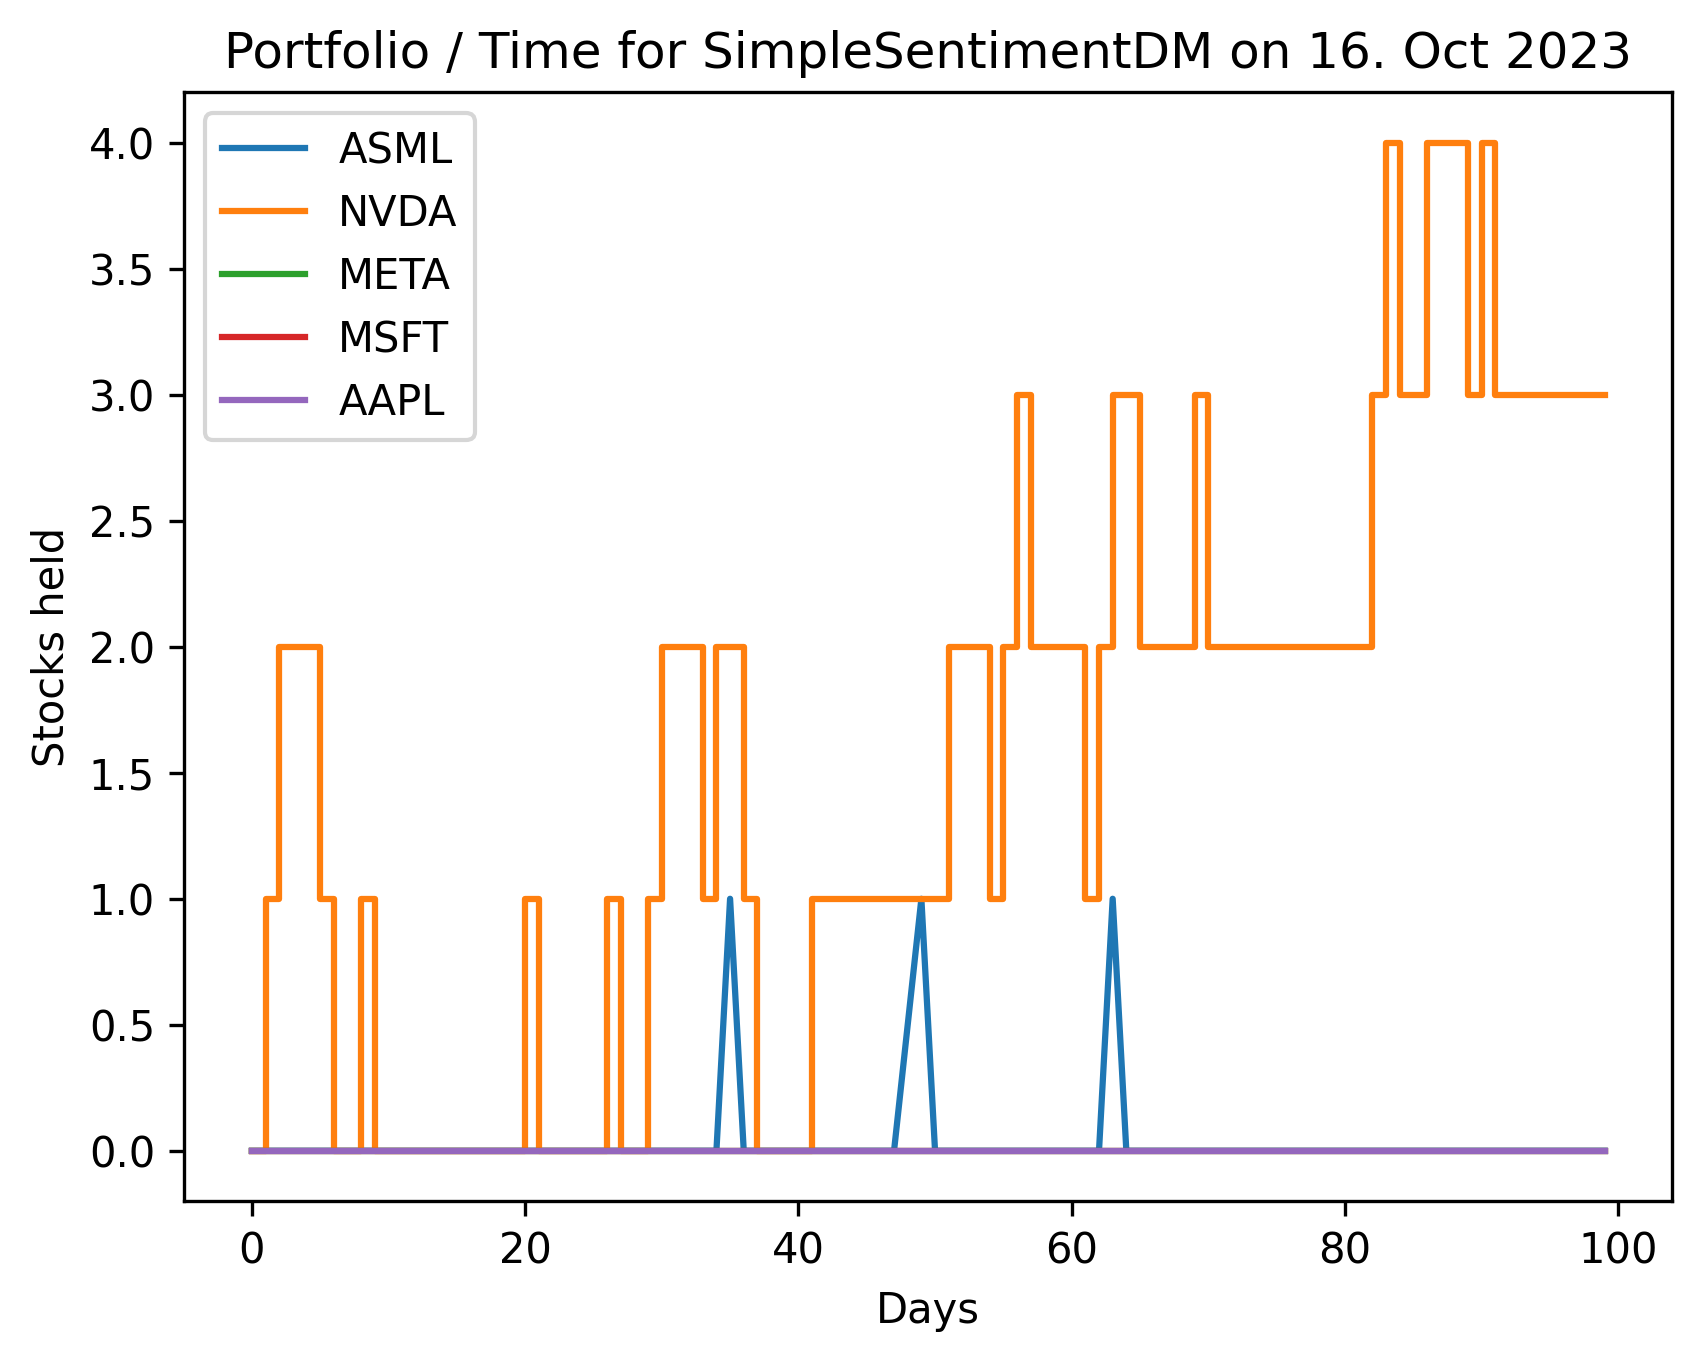 Portfolio / Time for SimpleSentimentDM on 16. Oct 2023
ASML
NVDA
META
MSFT
AAPL
4.0
3.5
3.0
2.5
2.0
1.5
1.0
0.5
0.0
Stocks held
0 20 40 60 80 100
Days